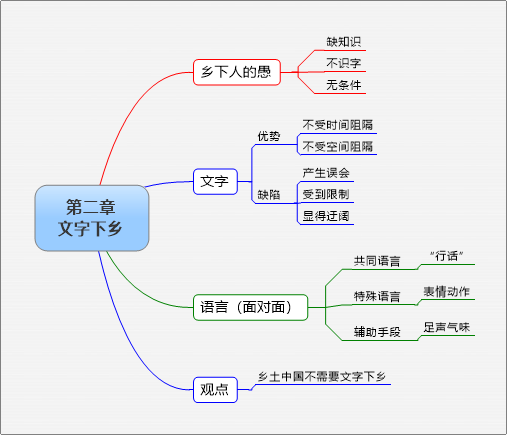 第二章
文字下乡
乡下人的愚
缺知识
不识字
无条件
文字
优势
不受时间阻隔
不受空间阻隔
缺陷
产生误会
受到限制
显得迂阔
语言（面对面）
共同语言
“行话”
特殊语言
表情动作
辅助手段
足声气味
观点
乡土中国不需要文字下乡